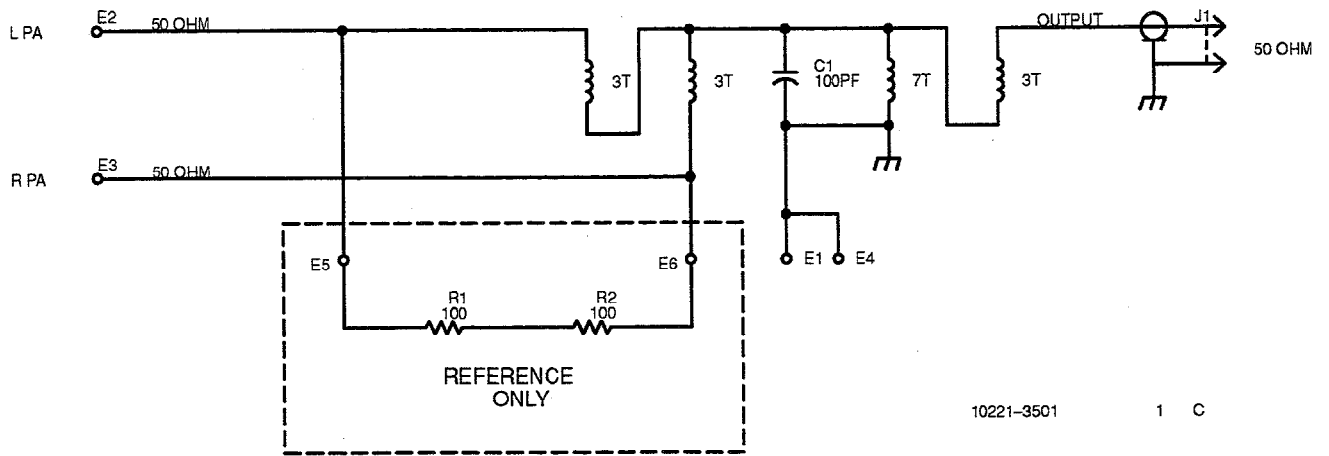 L PA
E2
50 OHM
3T
3T
C1
100PF
7T
3T
OUTPUT
J1
50 OHM
R PA
E3
50 OHM
E5
E6
E1
E4
R1
100
R2
100
REFERENCE
ONLY
10221-3501 1 C